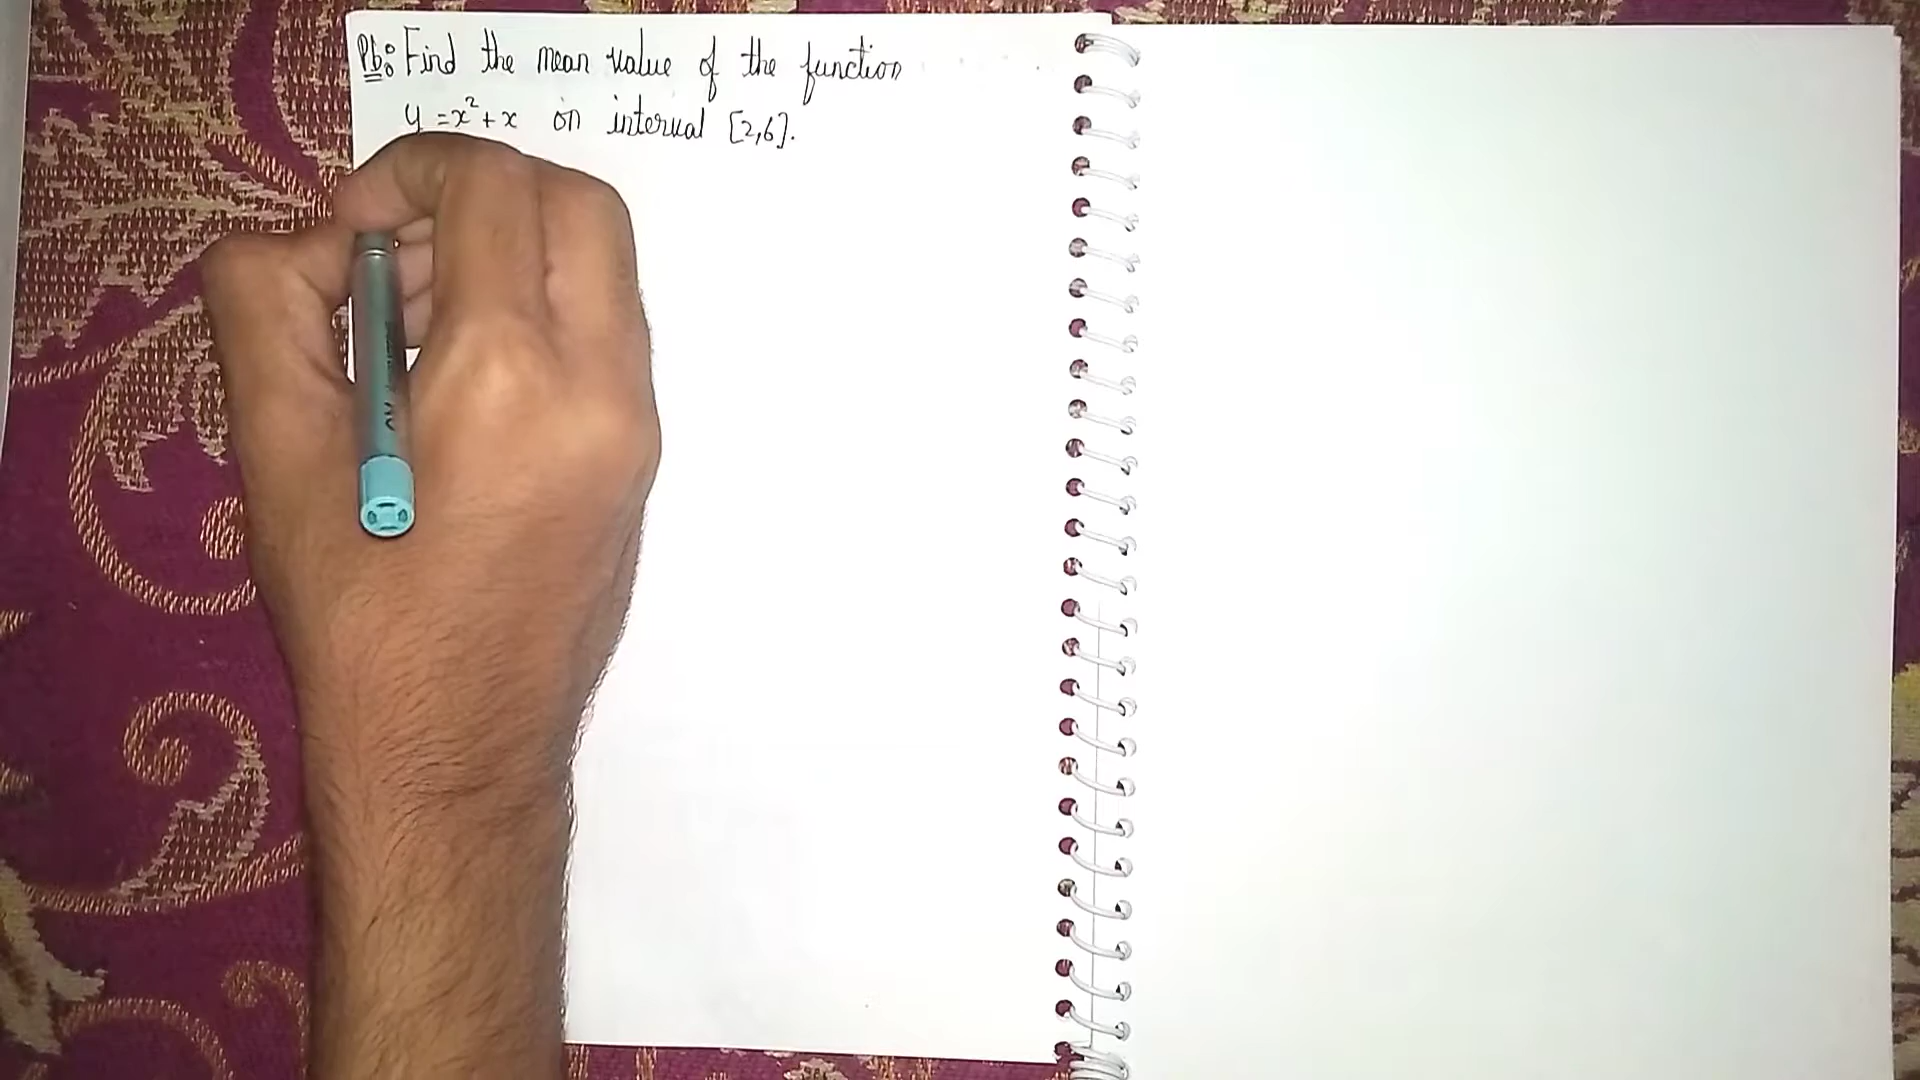 Pb: Find the mean value of the function
y = x² + x on interval [2,6].